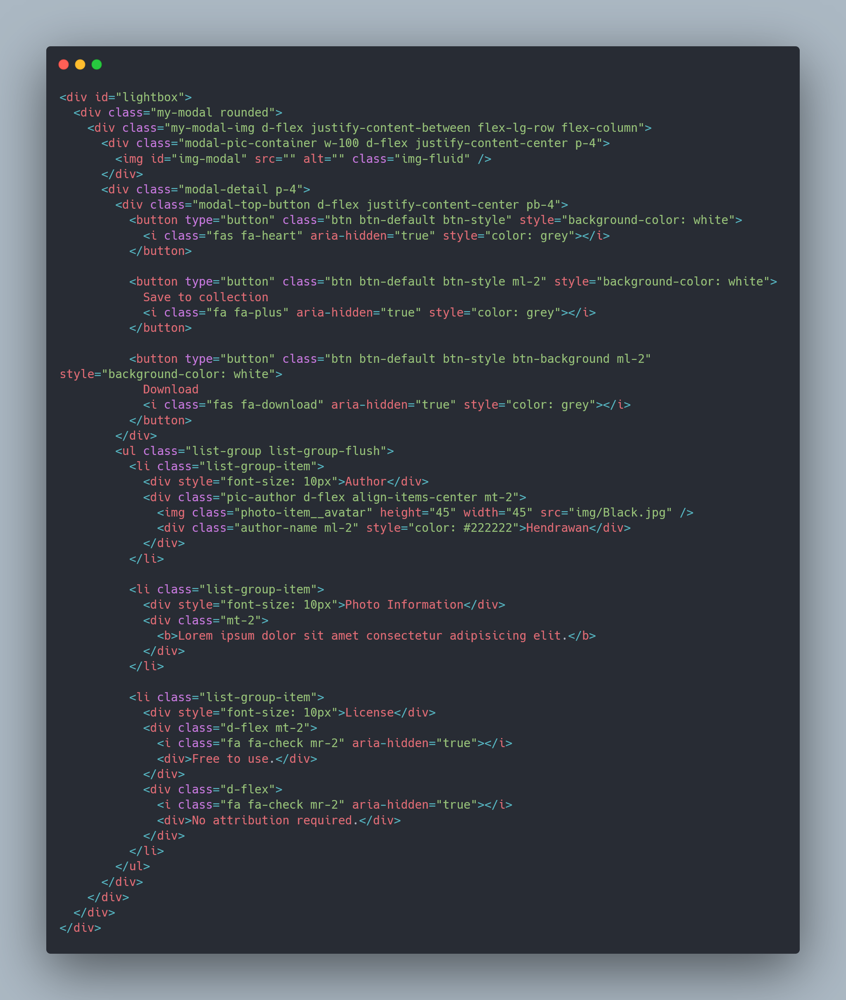 <div id="lightbox">
  <div class="my-modal rounded">
    <div class="my-modal-img d-flex justify-content-between flex-lg-row flex-column">
      <div class="modal-pic-container w-100 d-flex justify-content-center p-4">
        <img id="img-modal" src="" alt="" class="img-fluid" />
      </div>
      <div class="modal-detail p-4">
        <div class="modal-top-button d-flex justify-content-center pb-4">
          <button type="button" class="btn btn-default btn-style" style="background-color: white">
            <i class="fas fa-heart" aria-hidden="true" style="color: grey"></i>
          </button>

          <button type="button" class="btn btn-default btn-style ml-2" style="background-color: white">
            Save to collection
            <i class="fa fa-plus" aria-hidden="true" style="color: grey"></i>
          </button>

          <button type="button" class="btn btn-default btn-style btn-background ml-2"
style="background-color: white">
            Download
            <i class="fas fa-download" aria-hidden="true" style="color: grey"></i>
          </button>
        </div>
        <ul class="list-group list-group-flush">
          <li class="list-group-item">
            <div style="font-size: 10px">Author</div>
            <div class="pic-author d-flex align-items-center mt-2">
              <img class="photo-item__avatar" height="45" width="45" src="img/Black.jpg" />
              <div class="author-name ml-2" style="color: #222222">Hendrawan</div>
            </div>
          </li>

          <li class="list-group-item">
            <div style="font-size: 10px">Photo Information</div>
            <div class="mt-2">
              <b>Lorem ipsum dolor sit amet consectetur adipisicing elit.</b>
            </div>
          </li>

          <li class="list-group-item">
            <div style="font-size: 10px">License</div>
            <div class="d-flex mt-2">
              <i class="fa fa-check mr-2" aria-hidden="true"></i>
              <div>Free to use.</div>
            </div>
            <div class="d-flex">
              <i class="fa fa-check mr-2" aria-hidden="true"></i>
              <div>No attribution required.</div>
            </div>
          </li>
        </ul>
      </div>
    </div>
  </div>
</div>